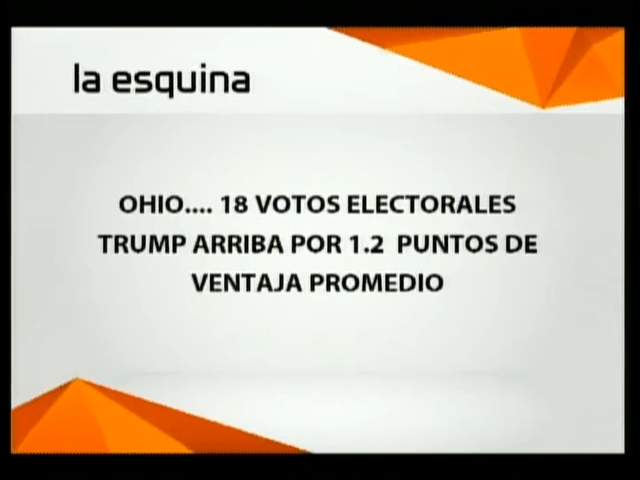 la esquina
OHIO.... 18 VOTOS ELECTORALES
TRUMP ARRIBA POR 1.2 PUNTOS DE
VENTAJA PROMEDIO